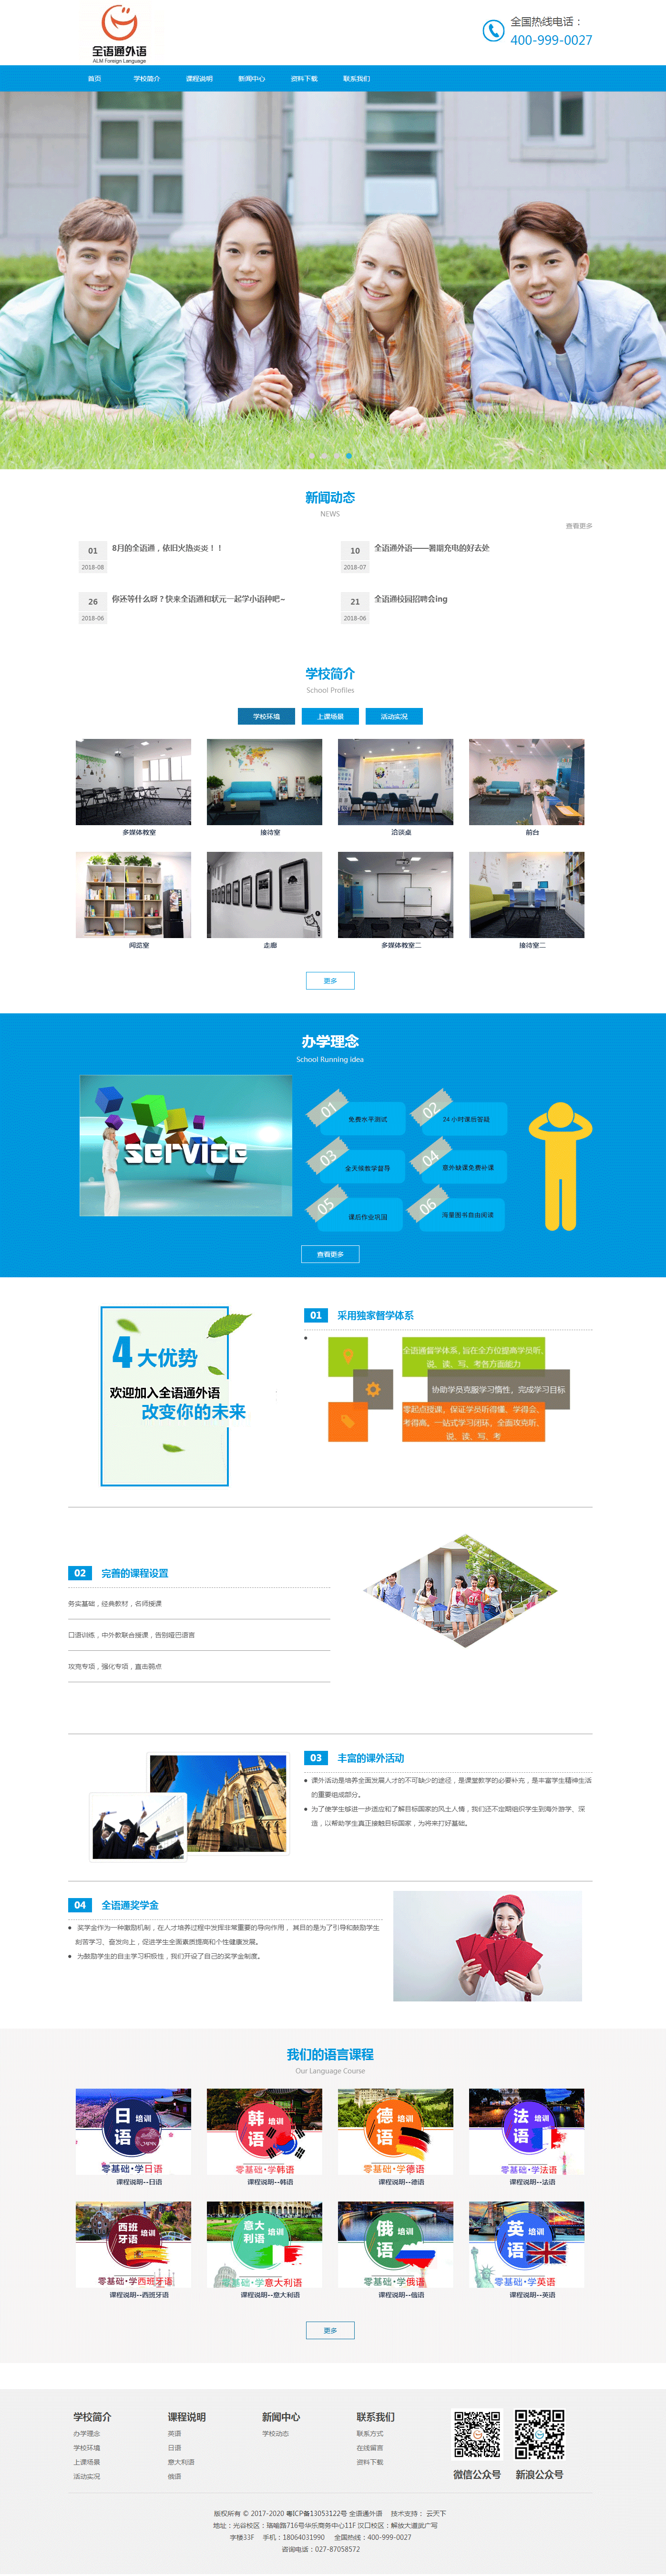 全语通外语
ALM Foreign Language
全国热线电话：
400-999-0027
首页 学校简介 课程说明 新闻中心 资料下载 联系我们
新闻动态
NEWS
查看更多
01
2018-08
8月的全语通，依旧火热炎炎！！
10
2018-07
全语通外语——暑期充电的好去处
26
2018-06
你还等什么呀？快来全语通和状元一起学小语种吧~
21
2018-06
全语通校园招聘会ing
学校简介
School Profiles
学校环境 上课场景 活动实况
多媒体教室 接待室 洽谈桌 前台
阅览室 走廊 多媒体教室二 接待室二
更多
办学理念
School Running idea
service
01 免费水平测试
02 24小时课后答疑
03 全天候教学督导
04 意外缺课免费补课
05 课后作业巩固
06 海量图书自由阅读
查看更多
4大优势
欢迎加入全语通外语
改变你的未来
01 采用独家督学体系
全语通督学体系，旨在全方位提高学员听、
说、读、写、考各方面能力
协助学员克服学习惰性，完成学习目标
零起点授课，保证学员听得懂、学得会、
考得高。一站式学习闭环、全面攻克听、
说、读、写、考
02 完善的课程设置
务实基础，经典教材，名师授课
口语训练，中外教联合授课，告别哑巴语言
攻克专项，强化专项，直击弱点
03 丰富的课外活动
课外活动是培养全面发展人才的不可缺少的途径，是课堂教学的必要补充，是丰富学生精神生活
的重要组成部分。
为了使学生够进一步适应和了解目标国家的风土人情，我们还不定期组织学生到海外游学、深
造，以帮助学生真正接触目标国家，为将来打好基础。
04 全语通奖学金
奖学金作为一种激励机制，在人才培养过程中发挥非常重要的导向作用， 其目的是为了引导和鼓励学生
刻苦学习、奋发向上，促进学生全面素质提高和个性健康发展。
为鼓励学生的自主学习积极性，我们开设了自己的奖学金制度。
我们的语言课程
Our Language Course
日语 培训
零基础·学日语
韩语 培训
零基础·学韩语
德语 培训
零基础·学德语
法语 培训
零基础·学法语
课程说明--日语 课程说明--韩语 课程说明--德语 课程说明--法语
西班牙语 培训
零基础·学西班牙语
意大利语 培训
零基础·学意大利语
俄语 培训
零基础·学俄语
英语 培训
零基础·学英语
课程说明--西班牙语 课程说明--意大利语 课程说明--俄语 课程说明--英语
更多
学校简介
办学理念
学校环境
上课场景
活动实况
课程说明
英语
日语
意大利语
俄语
新闻中心
学校动态
联系我们
联系方式
在线留言
资料下载
微信公众号 新浪公众号
版权所有 © 2017-2020 粤ICP备13053122号 全语通外语 技术支持： 云天下
地址：光谷校区：珞喻路716号华乐商务中心11F 汉口校区：解放大道武广写
字楼33F 手机：18064031990 全国热线：400-999-0027
咨询电话：027-87058572